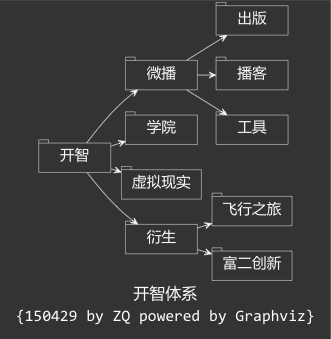 出版
微播
播客
学院
工具
开智
虚拟现实
飞行之旅
衍生
富二创新
开智体系
{150429 by ZQ powered by Graphviz}